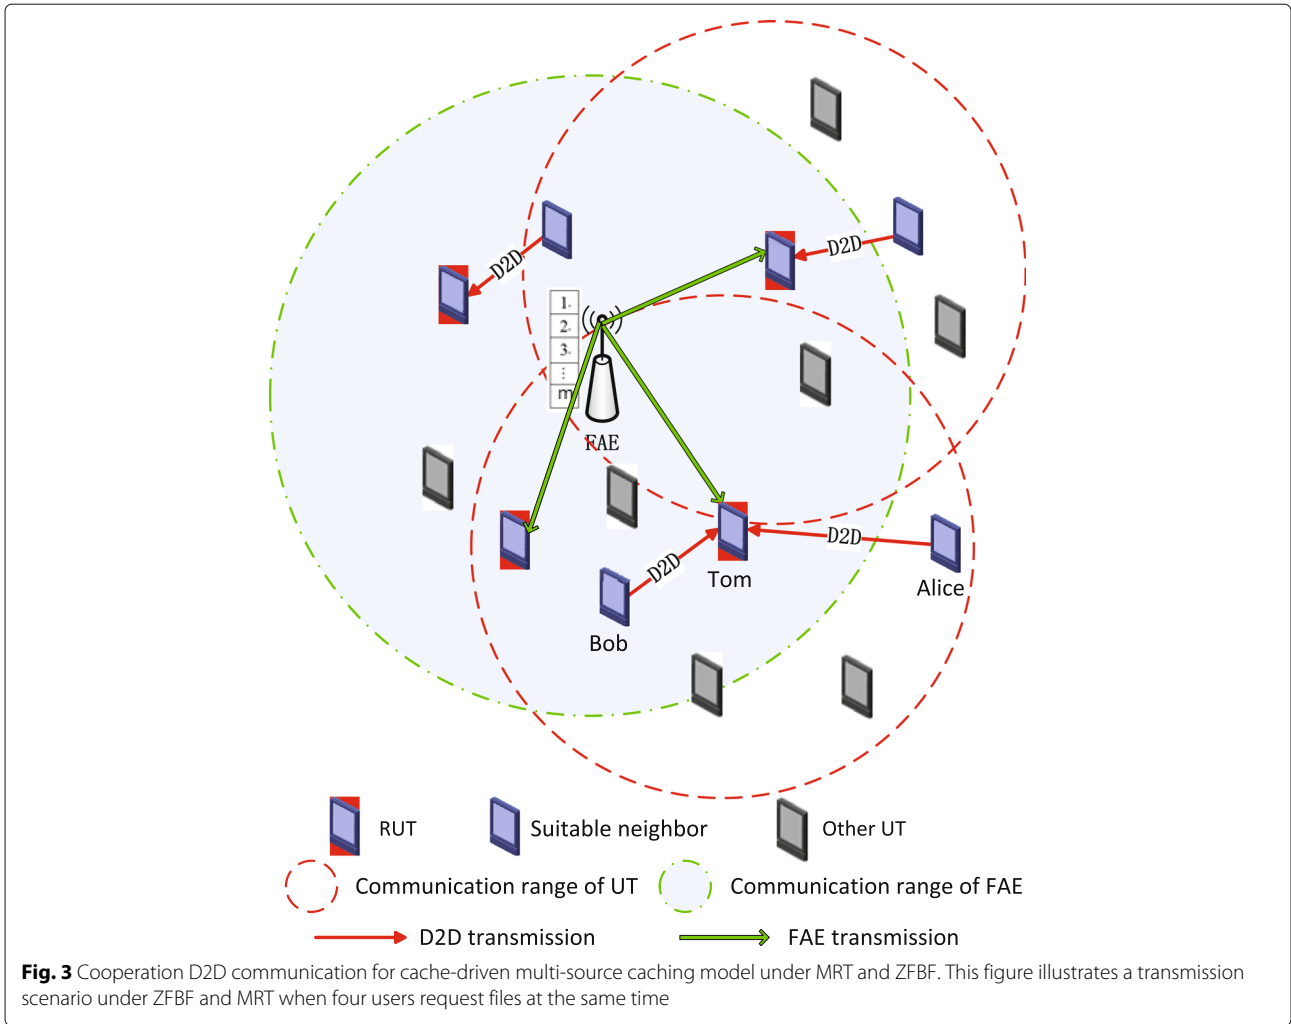 D2D
D2D
1.
2.
3.
⋮
m
FAE
D2D
D2D
Tom
Alice
Bob
RUT
Suitable neighbor
Other UT
Communication range of UT
Communication range of FAE
D2D transmission
FAE transmission
Fig. 3 Cooperation D2D communication for cache-driven multi-source caching model under MRT and ZFBF. This figure illustrates a transmission
scenario under ZFBF and MRT when four users request files at the same time